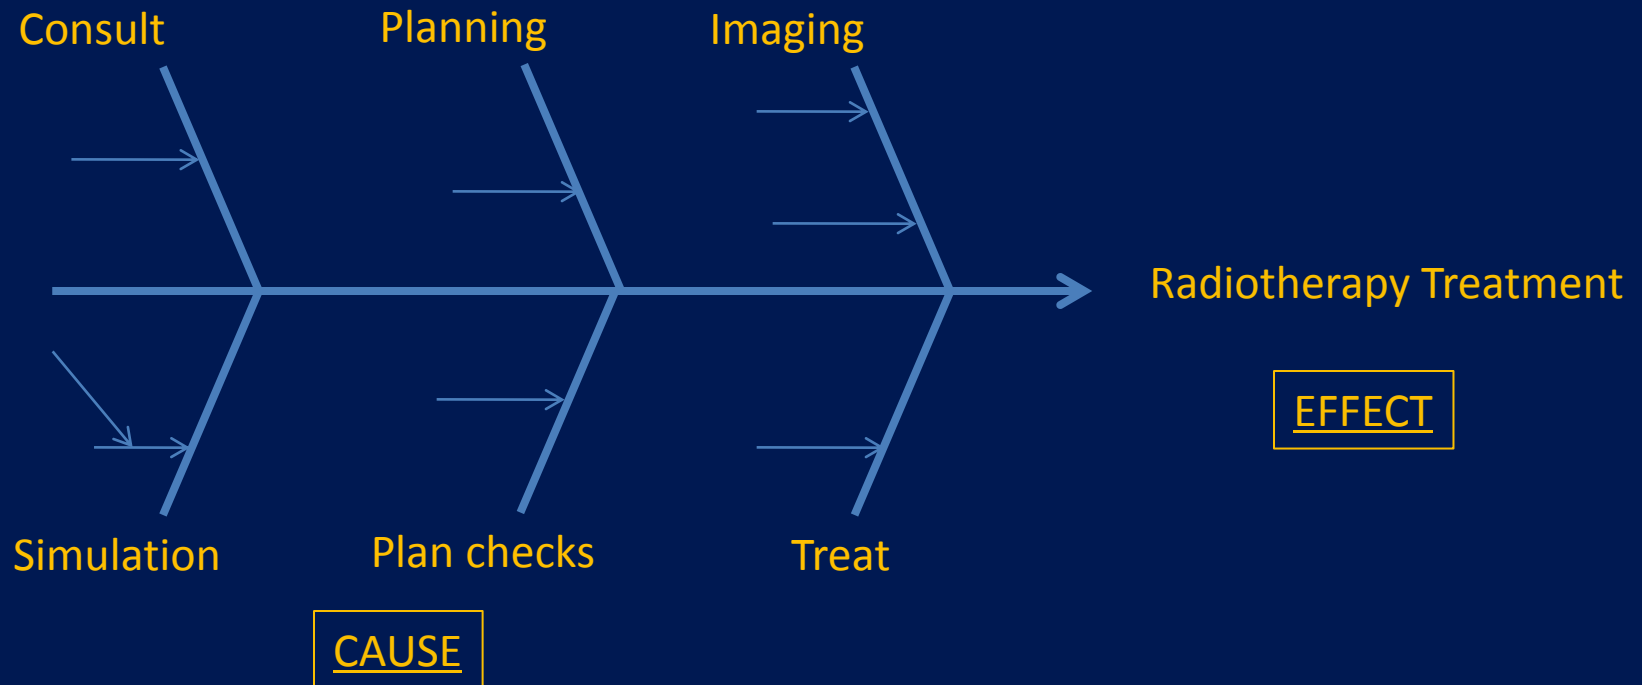 Consult
Planning
Imaging
Radiotherapy Treatment
EFFECT
Simulation
Plan checks
Treat
CAUSE